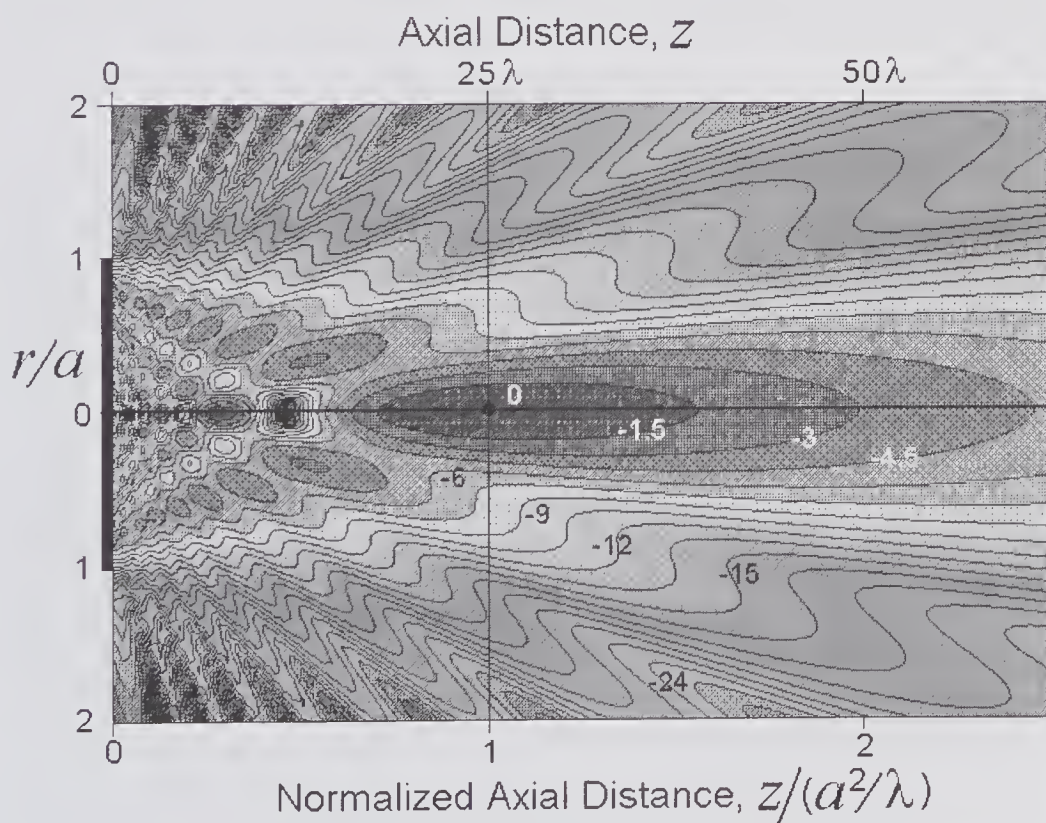 Axial Distance, z
0 25λ 50λ
2
1
r/a
0
1
2
0
-1.5
-3
-4.5
-6
-9
-12
-15
-24
0 1 2
Normalized Axial Distance, z/(a²/λ)